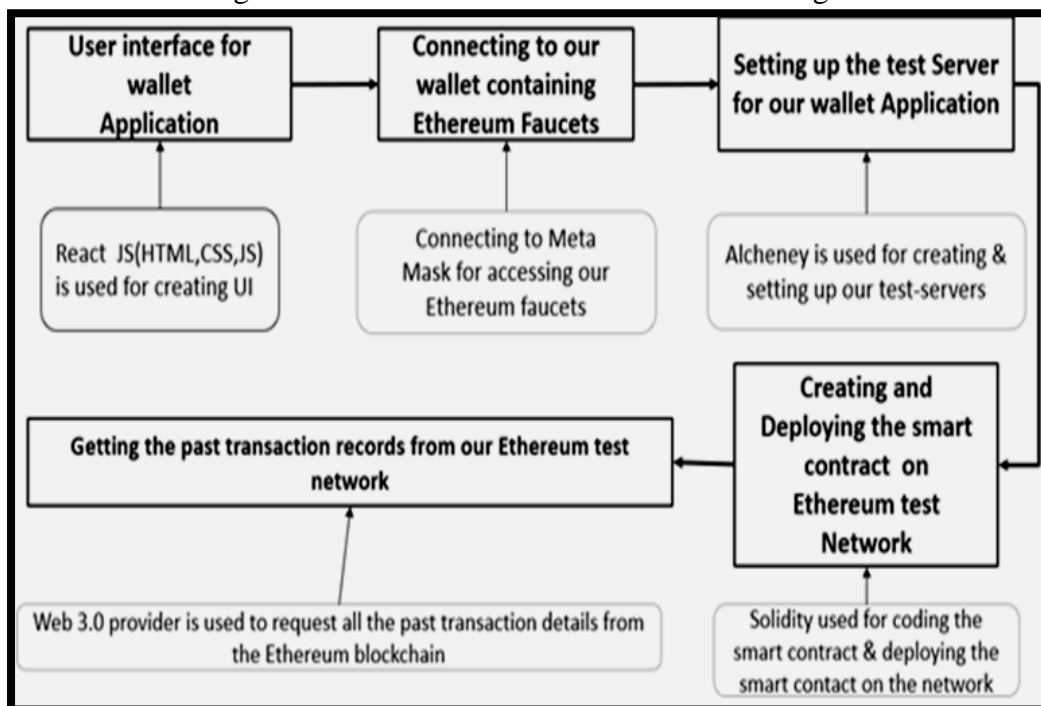 User interface for
wallet
Application
Connecting to our
wallet containing
Ethereum Faucets
Setting up the test Server
for our wallet Application
React JS(HTML,CSS,JS)
is used for creating UI
Connecting to Meta
Mask for accessing our
Ethereum faucets
Alcheney is used for creating &
setting up our test-servers
Creating and
Deploying the smart
contract on
Ethereum test
Network
Getting the past transaction records from our Ethereum test
network
Web 3.0 provider is used to request all the past transaction details from
the Ethereum blockchain
Solidity used for coding the
smart contract & deploying the
smart contact on the network